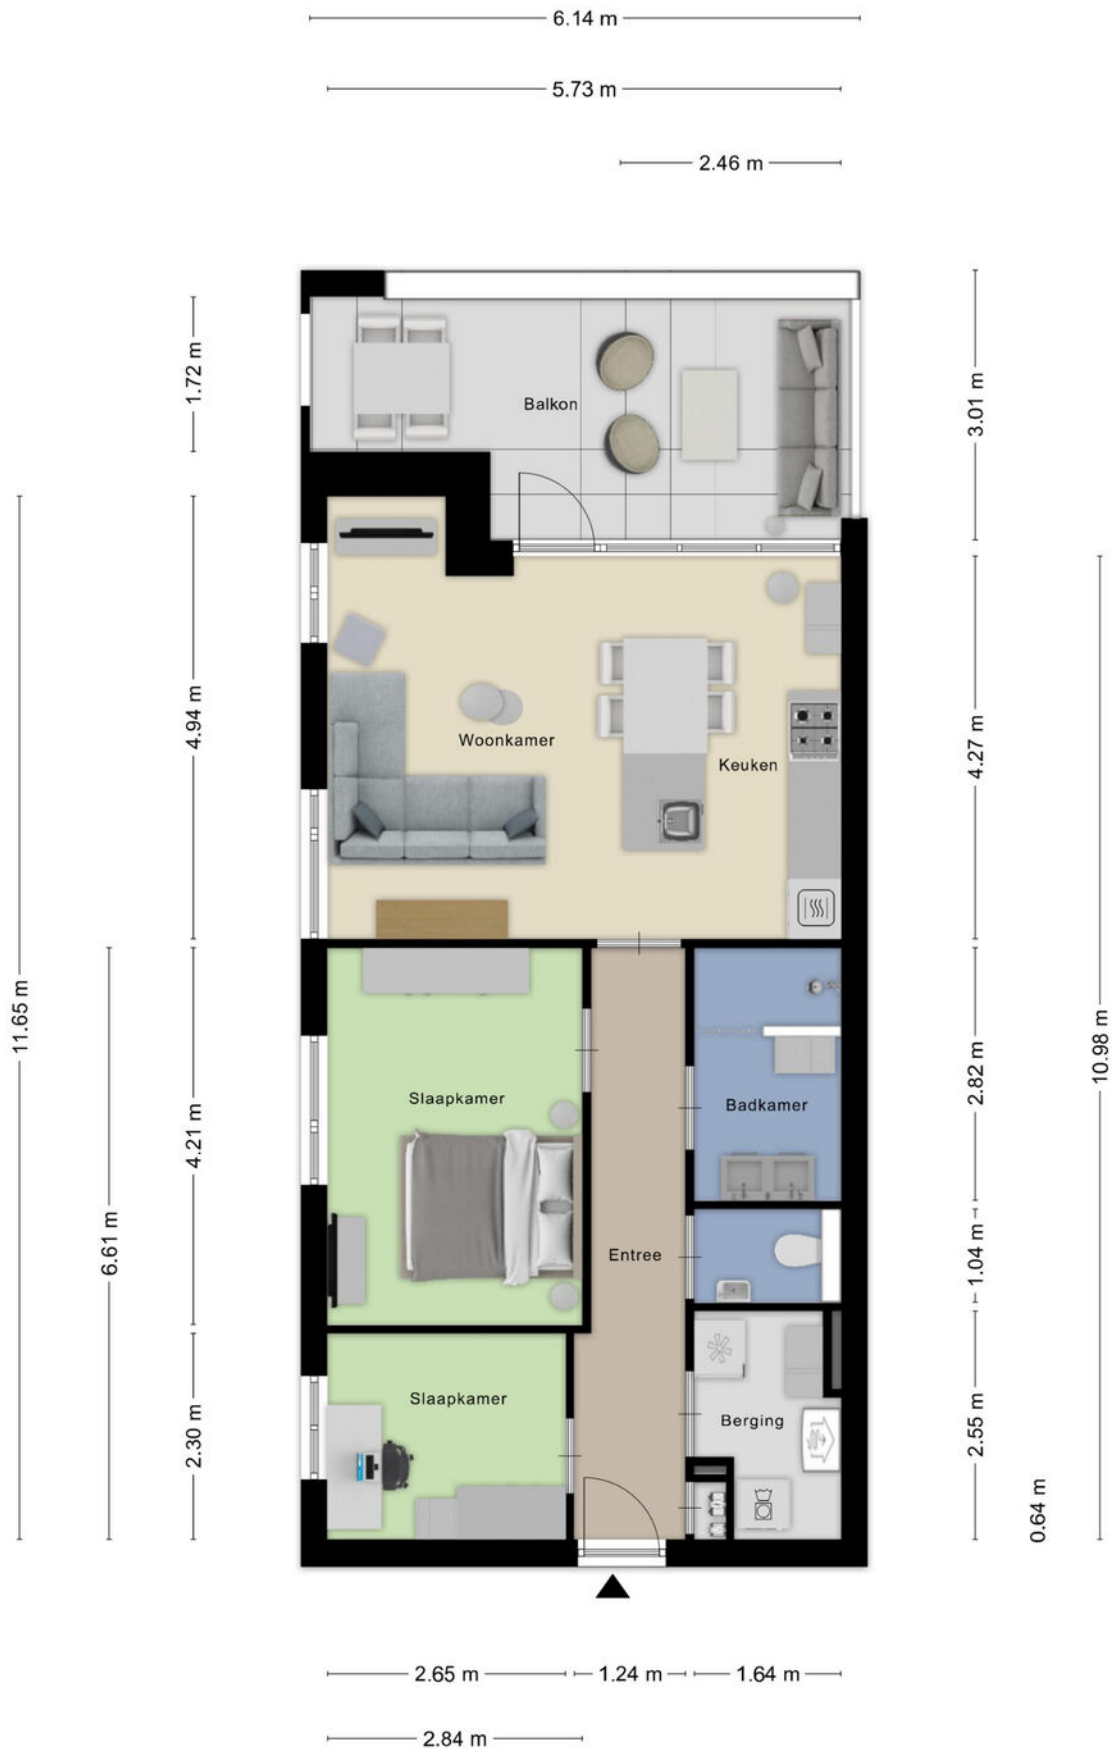 6.14 m
5.73 m
2.46 m
1.72 m
3.01 m
Balkon
4.94 m
4.27 m
Woonkamer
Keuken
11.65 m
10.98 m
6.61 m
4.21 m
2.82 m
Slaapkamer
Badkamer
1.04 m
Entree
2.30 m
Slaapkamer
Berging
2.55 m
0.64 m
2.65 m
1.24 m
1.64 m
2.84 m